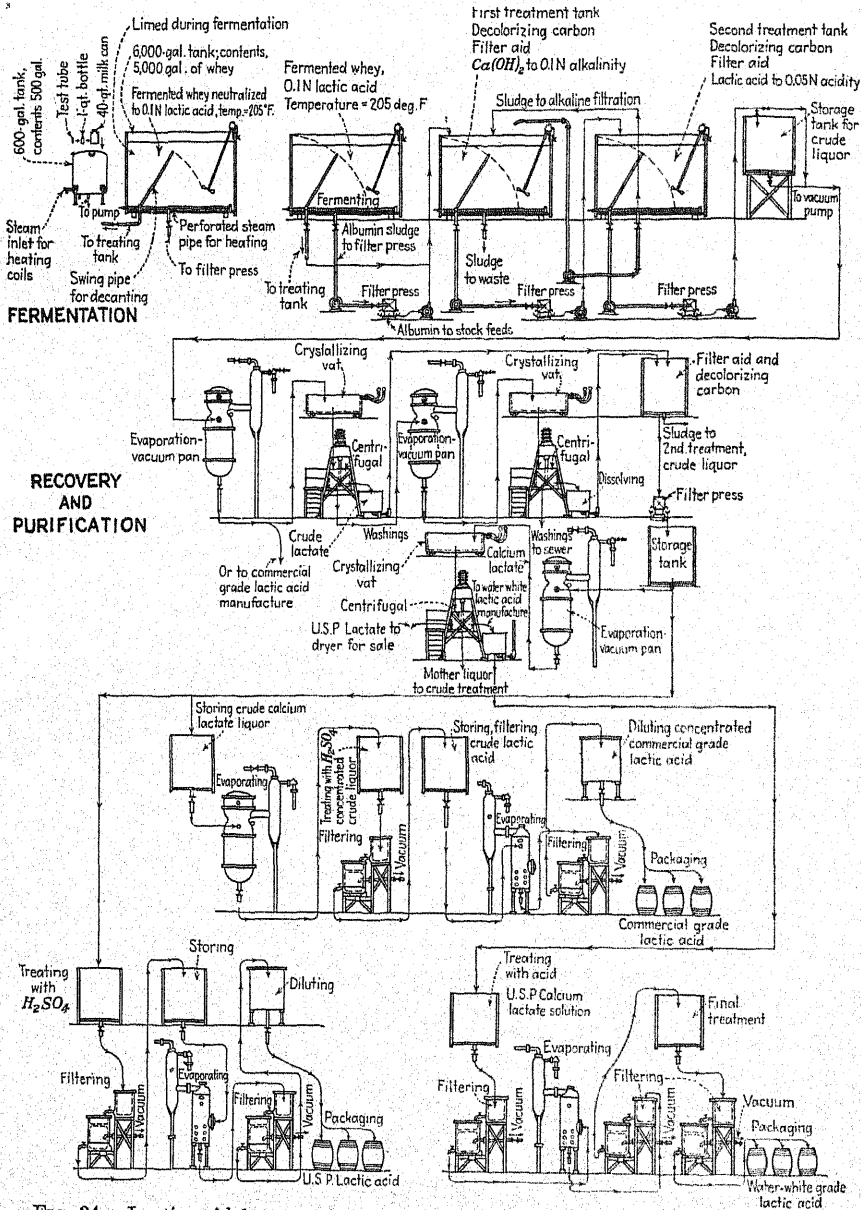 Limed during fermentation
6,000-gal. tank; contents,
5,000 gal. of whey
Fermented whey neutralized
to 0.1N lactic acid, temp.=205°F.
600-gal. tank,
contents 500 gal.
Test tube
1-qt. bottle
40-qt. milk can
Steam
inlet for
heating
coils
To pump
To treating
tank
Perforated steam
pipe for heating
To filter press
Swing pipe
for decanting
FERMENTATION
Fermented whey,
0.1N lactic acid
Temperature = 205 deg. F
Fermenting
Albumin sludge
to filter press
To treating
tank
Filter press
Albumin to stock feeds
First treatment tank
Decolorizing carbon
Filter aid
Ca(OH)2 to 0.1N alkalinity
Sludge to alkaline filtration
Sludge
to waste
Filter press
Second treatment tank
Decolorizing carbon
Filter aid
Lactic acid to 0.05N acidity
Filter press
Storage
tank for
crude
liquor
To vacuum
pump
RECOVERY
AND
PURIFICATION
Evaporation-
vacuum pan
Crystallizing
vat
Centri-
fugal
Crude
lactate
Washings
Or to commercial
grade lactic acid
manufacture
Evaporation-
vacuum pan
Crystallizing
vat
Centri-
fugal
Dissolving
Washings
to sewer
Filter aid and
decolorizing
carbon
Sludge to
2nd. treatment,
crude liquor
Filter press
Storage
tank
Crystallizing
vat
Calcium
lactate
Centrifugal
To water white
lactic acid
manufacture
U.S.P Lactate to
dryer for sale
Evaporation-
vacuum pan
Mother liquor
to crude treatment
Storing crude calcium
lactate liquor
Evaporating
Treating with H2SO4
concentrated
crude liquor
Filtering
Vacuum
Storing, filtering
crude lactic
acid
Evaporating
Diluting concentrated
commercial grade
lactic acid
Filtering
Vacuum
Packaging
Commercial grade
lactic acid
Treating
with
H2SO4
Storing
Diluting
Filtering
Vacuum
Evaporating
Filtering
Vacuum
Packaging
U.S.P. Lactic acid
Treating
with acid
U.S.P Calcium
lactate solution
Filtering
Vacuum
Evaporating
Filtering
Vacuum
Final
treatment
Vacuum
Packaging
Water-white grade
lactic acid